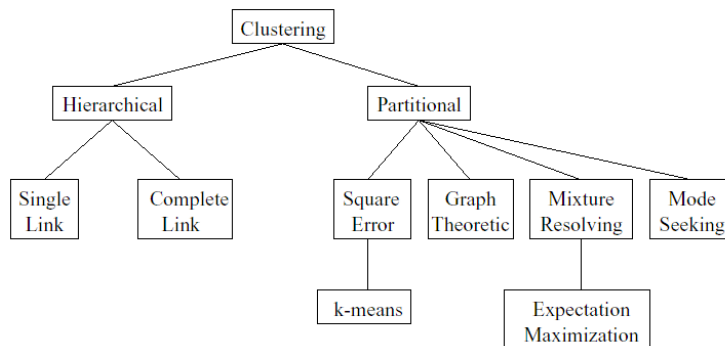 Clustering
Hierarchical
Partitional
Single
Link
Complete
Link
Square
Error
Graph
Theoretic
Mixture
Resolving
Mode
Seeking
k-means
Expectation
Maximization